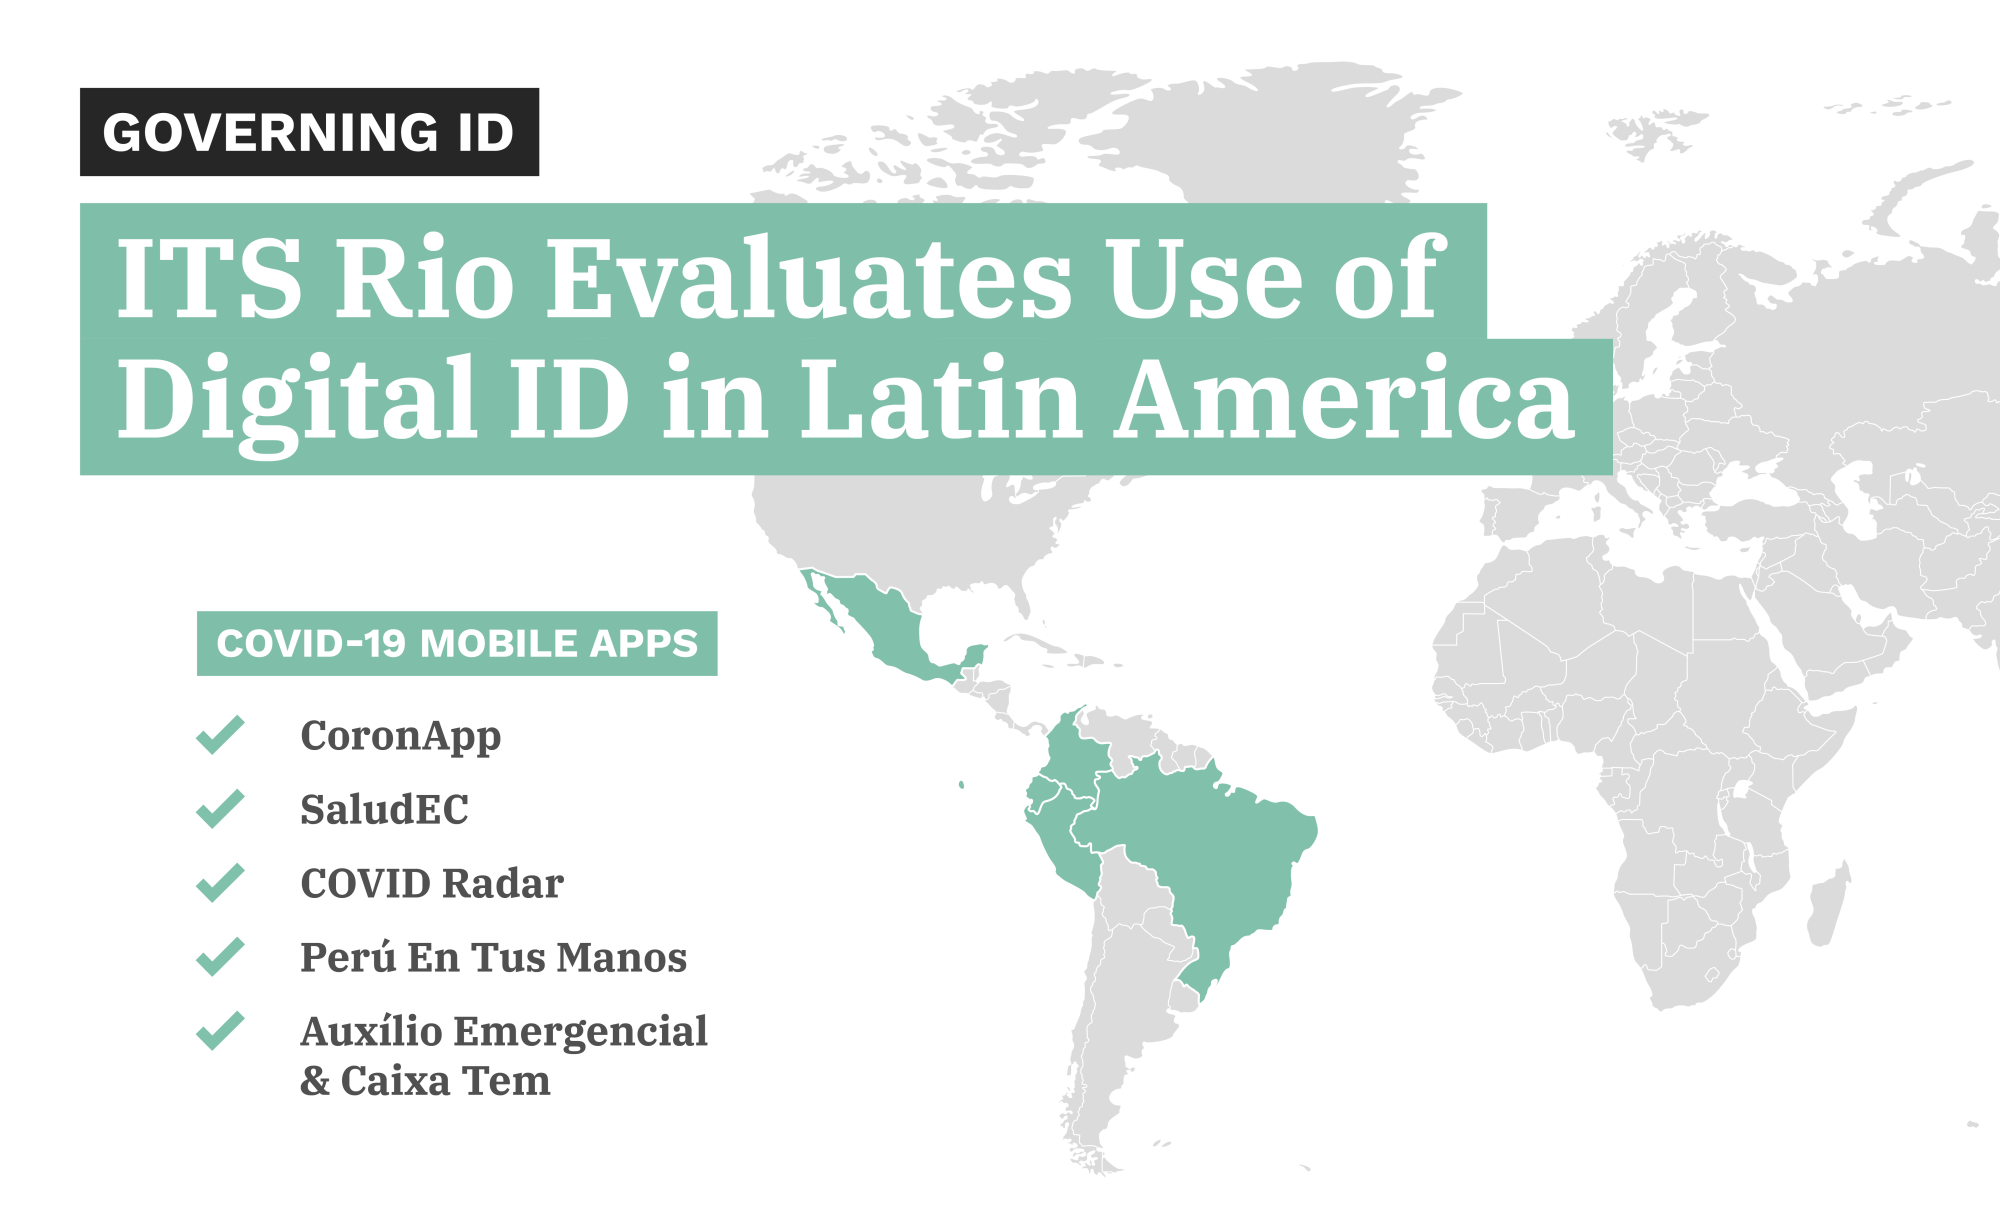 GOVERNING ID
ITS Rio Evaluates Use of
Digital ID in Latin America
COVID-19 MOBILE APPS
CoronApp
SaludEC
COVID Radar
Perú En Tus Manos
Auxílio Emergencial
& Caixa Tem